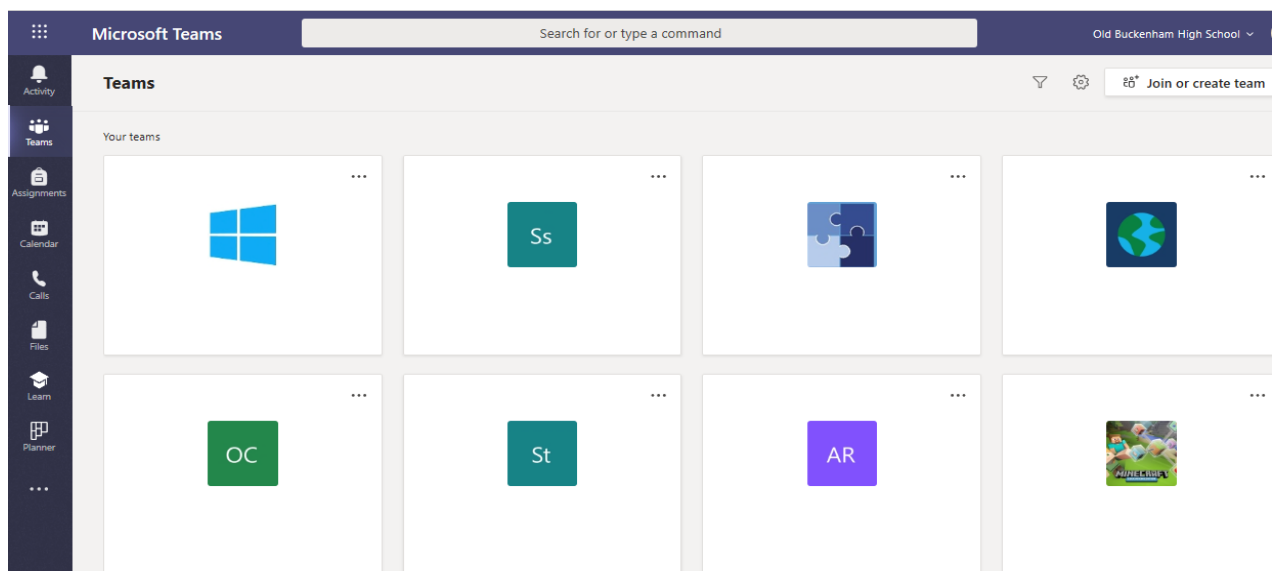 Microsoft Teams
Search for or type a command
Old Buckenham High School
Activity
Teams
Assignments
Calendar
Calls
Files
Learn
Planner
Teams
Join or create team
Your teams
Ss
OC
St
AR
MINECRAFT